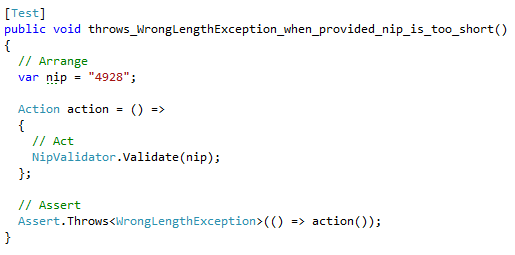 [Test]
public void throws_WrongLengthException_when_provided_nip_is_too_short()
{
  // Arrange
  var nip = "4928";

  Action action = () =>
  {
    // Act
    NipValidator.Validate(nip);
  };

  // Assert
  Assert.Throws<WrongLengthException>(() => action());
}